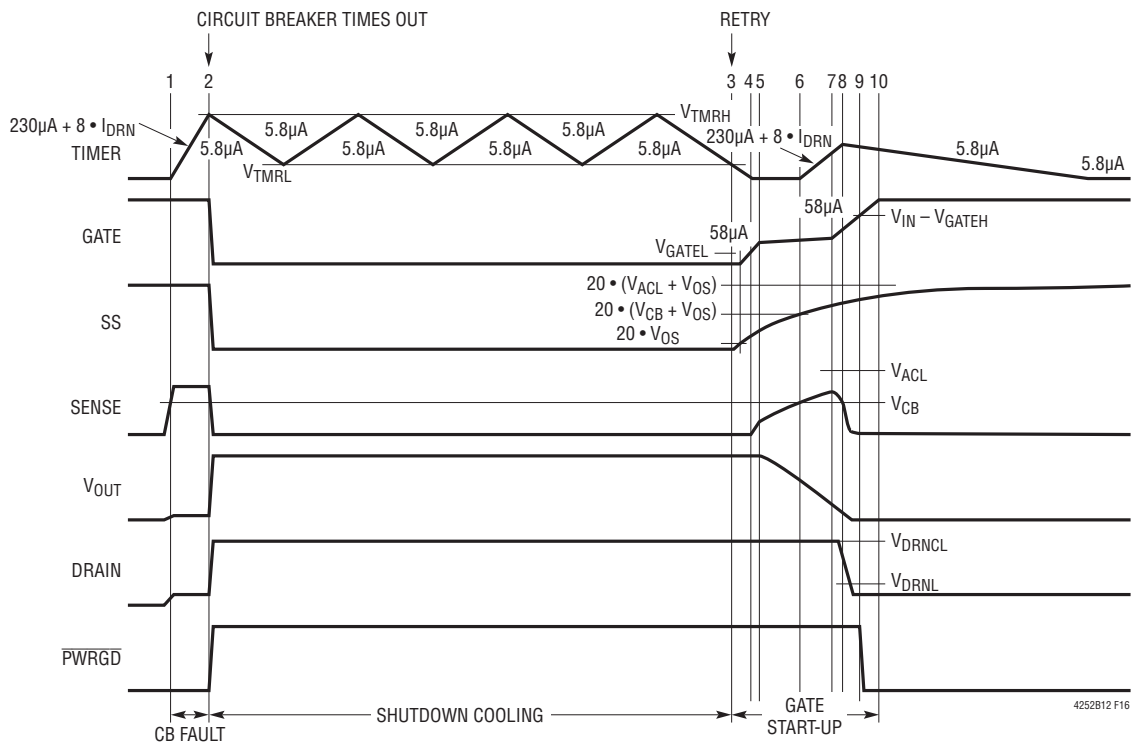 CIRCUIT BREAKER TIMES OUT
RETRY
1 2 3 4 5 6 7 8 9 10
230µA + 8 • IDRN
TIMER
5.8µA 5.8µA 5.8µA 5.8µA
5.8µA 5.8µA 5.8µA 5.8µA
VTMRH
VTMRL
230µA + 8 • IDRN
5.8µA
5.8µA
GATE
58µA
58µA
VGATEL
VIN – VGATEH
SS
20 • (VACL + VOS)
20 • (VCB + VOS)
20 • VOS
SENSE
VACL
VCB
VOUT
DRAIN
VDRNCL
VDRNL
PWRGD
CB FAULT
SHUTDOWN COOLING
GATE
START-UP
4252B12 F16